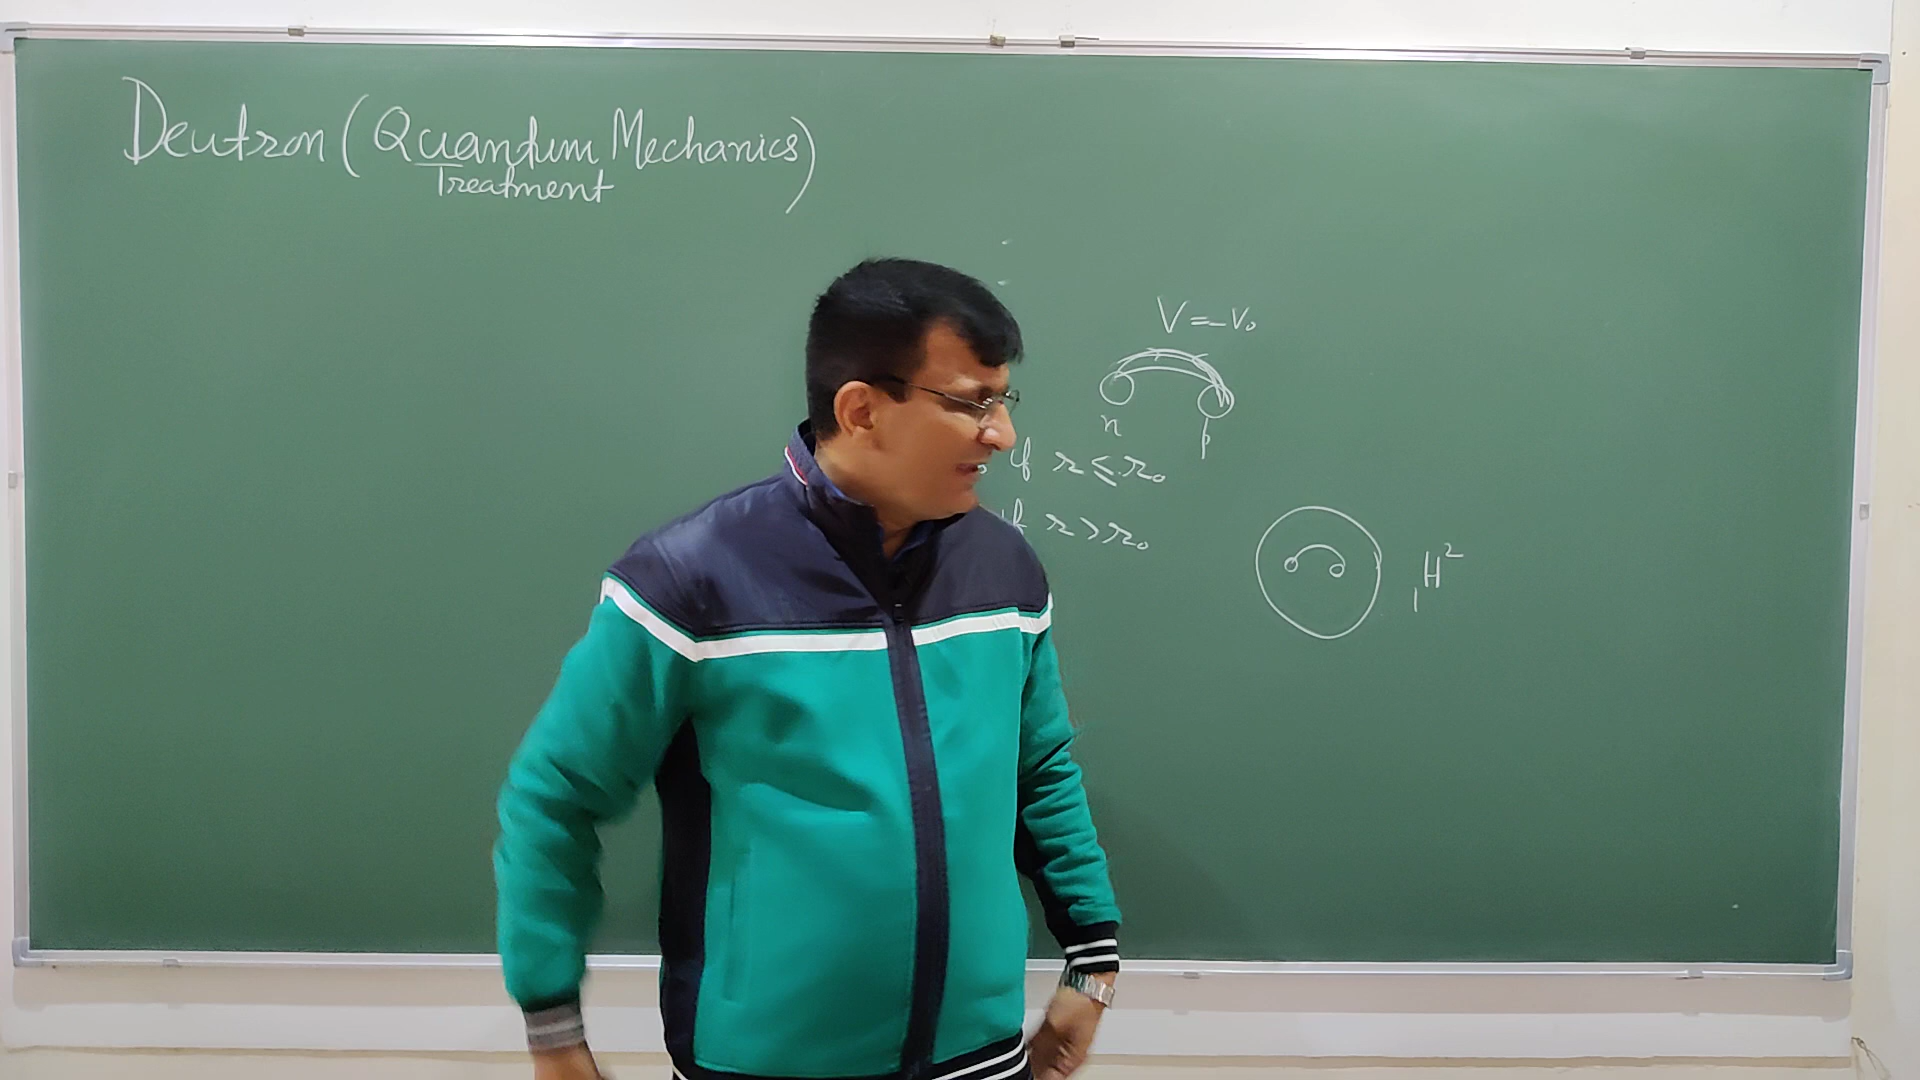 Deutron (Quantum Mechanics)
Treatment
V = -V₀
n p
if r ≤ r₀
if r > r₀
₁H²